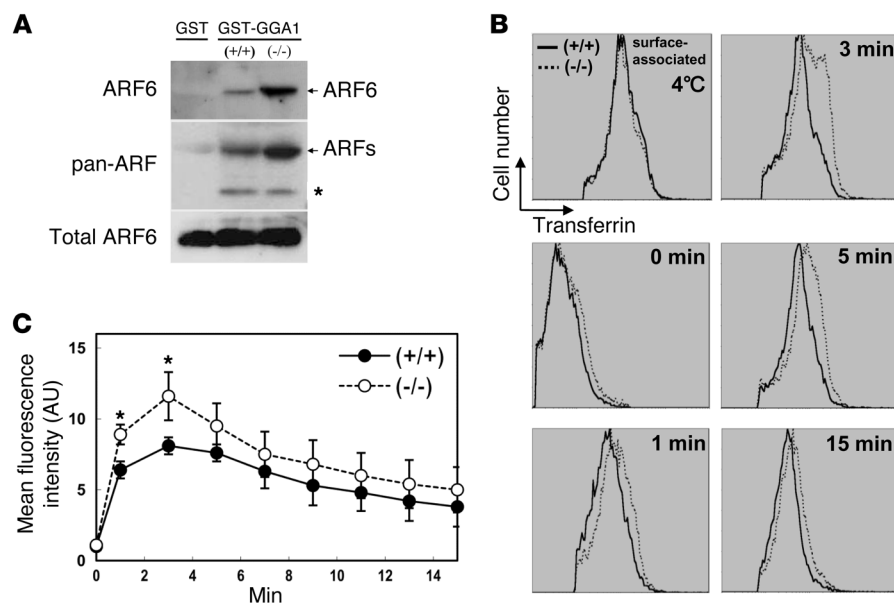 A
GST GST-GGA1
(+/+) (-/-)
ARF6
ARF6
pan-ARF
ARFs
*
Total ARF6
B
(+/+)
(-/-)
surface-
associated
4°C
3 min
Cell number
Transferrin
0 min
5 min
1 min
15 min
C
Mean fluorescence
intensity (AU)
15
10
5
0
*
*
(+/+)
(-/-)
0 2 4 6 8 10 12 14
Min